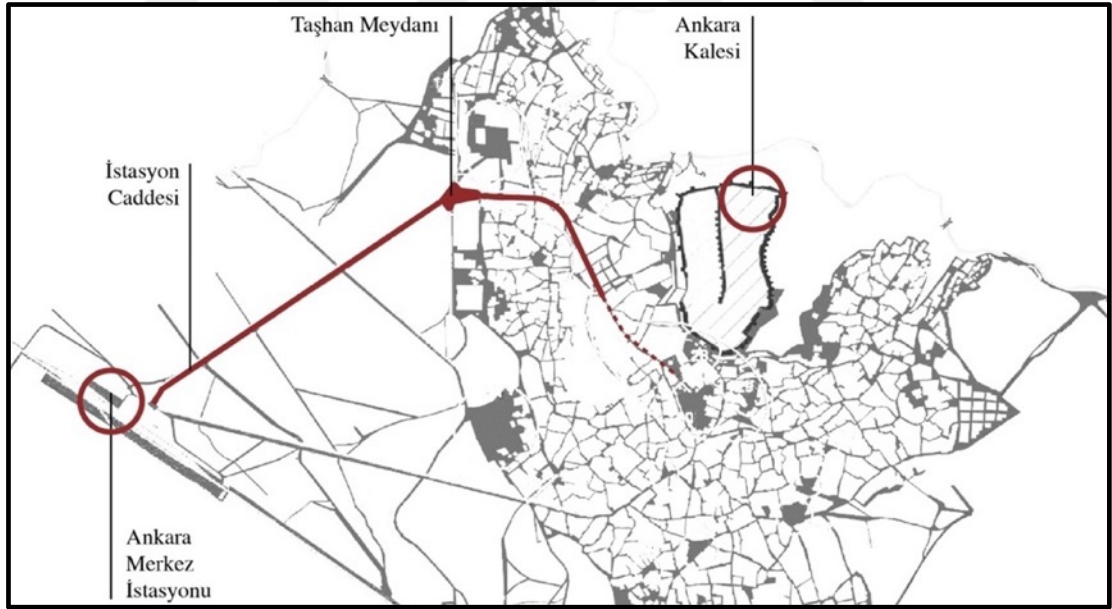 Taşhan Meydanı
Ankara
Kalesi
İstasyon
Caddesi
Ankara
Merkez
İstasyonu